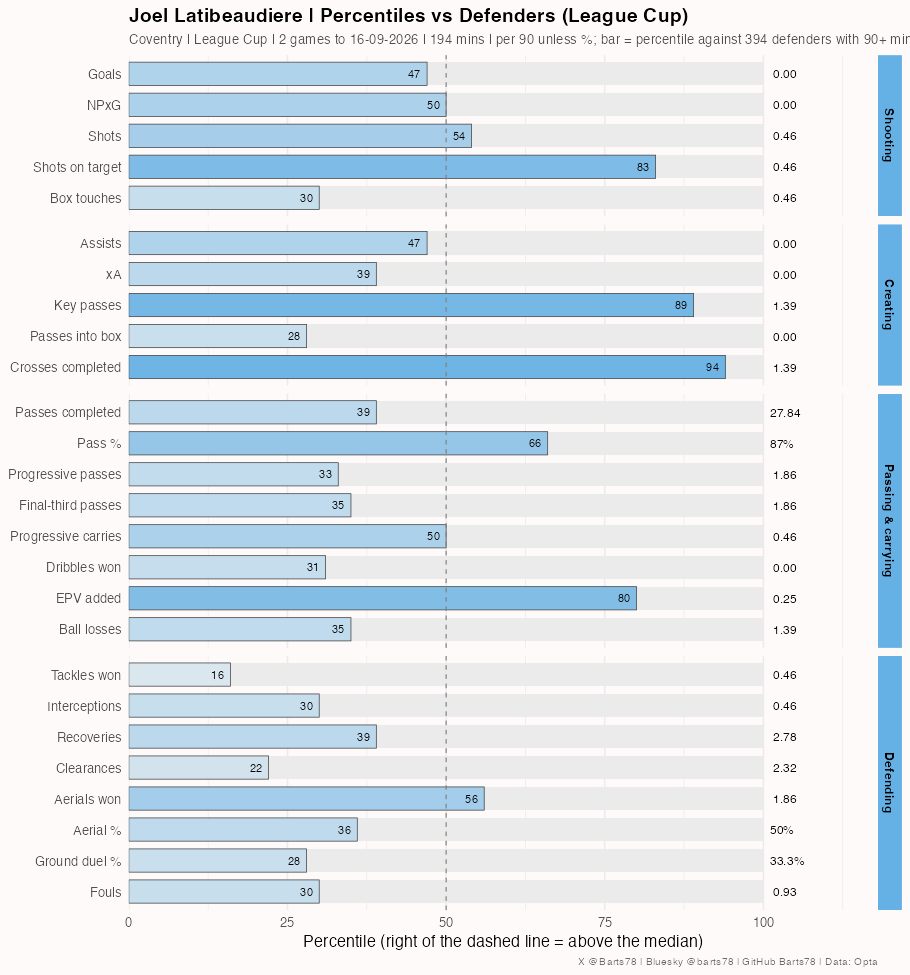 Joel Latibeaudiere | Percentiles vs Defenders (League Cup)
Coventry | League Cup | 2 games to 16-09-2026 | 194 mins | per 90 unless %; bar = percentile against 394 defenders with 90+ min
Goals 47 0.00
NPxG 50 0.00
Shots 54 0.46
Shots on target 83 0.46
Box touches 30 0.46
Shooting
Assists 47 0.00
xA 39 0.00
Key passes 89 1.39
Passes into box 28 0.00
Crosses completed 94 1.39
Creating
Passes completed 39 27.84
Pass % 66 87%
Progressive passes 33 1.86
Final-third passes 35 1.86
Progressive carries 50 0.46
Dribbles won 31 0.00
EPV added 80 0.25
Ball losses 35 1.39
Passing & carrying
Tackles won 16 0.46
Interceptions 30 0.46
Recoveries 39 2.78
Clearances 22 2.32
Aerials won 56 1.86
Aerial % 36 50%
Ground duel % 28 33.3%
Fouls 30 0.93
Defending
0 25 50 75 100
Percentile (right of the dashed line = above the median)
X @Barts78 | Bluesky @barts78 | GitHub Barts78 | Data: Opta